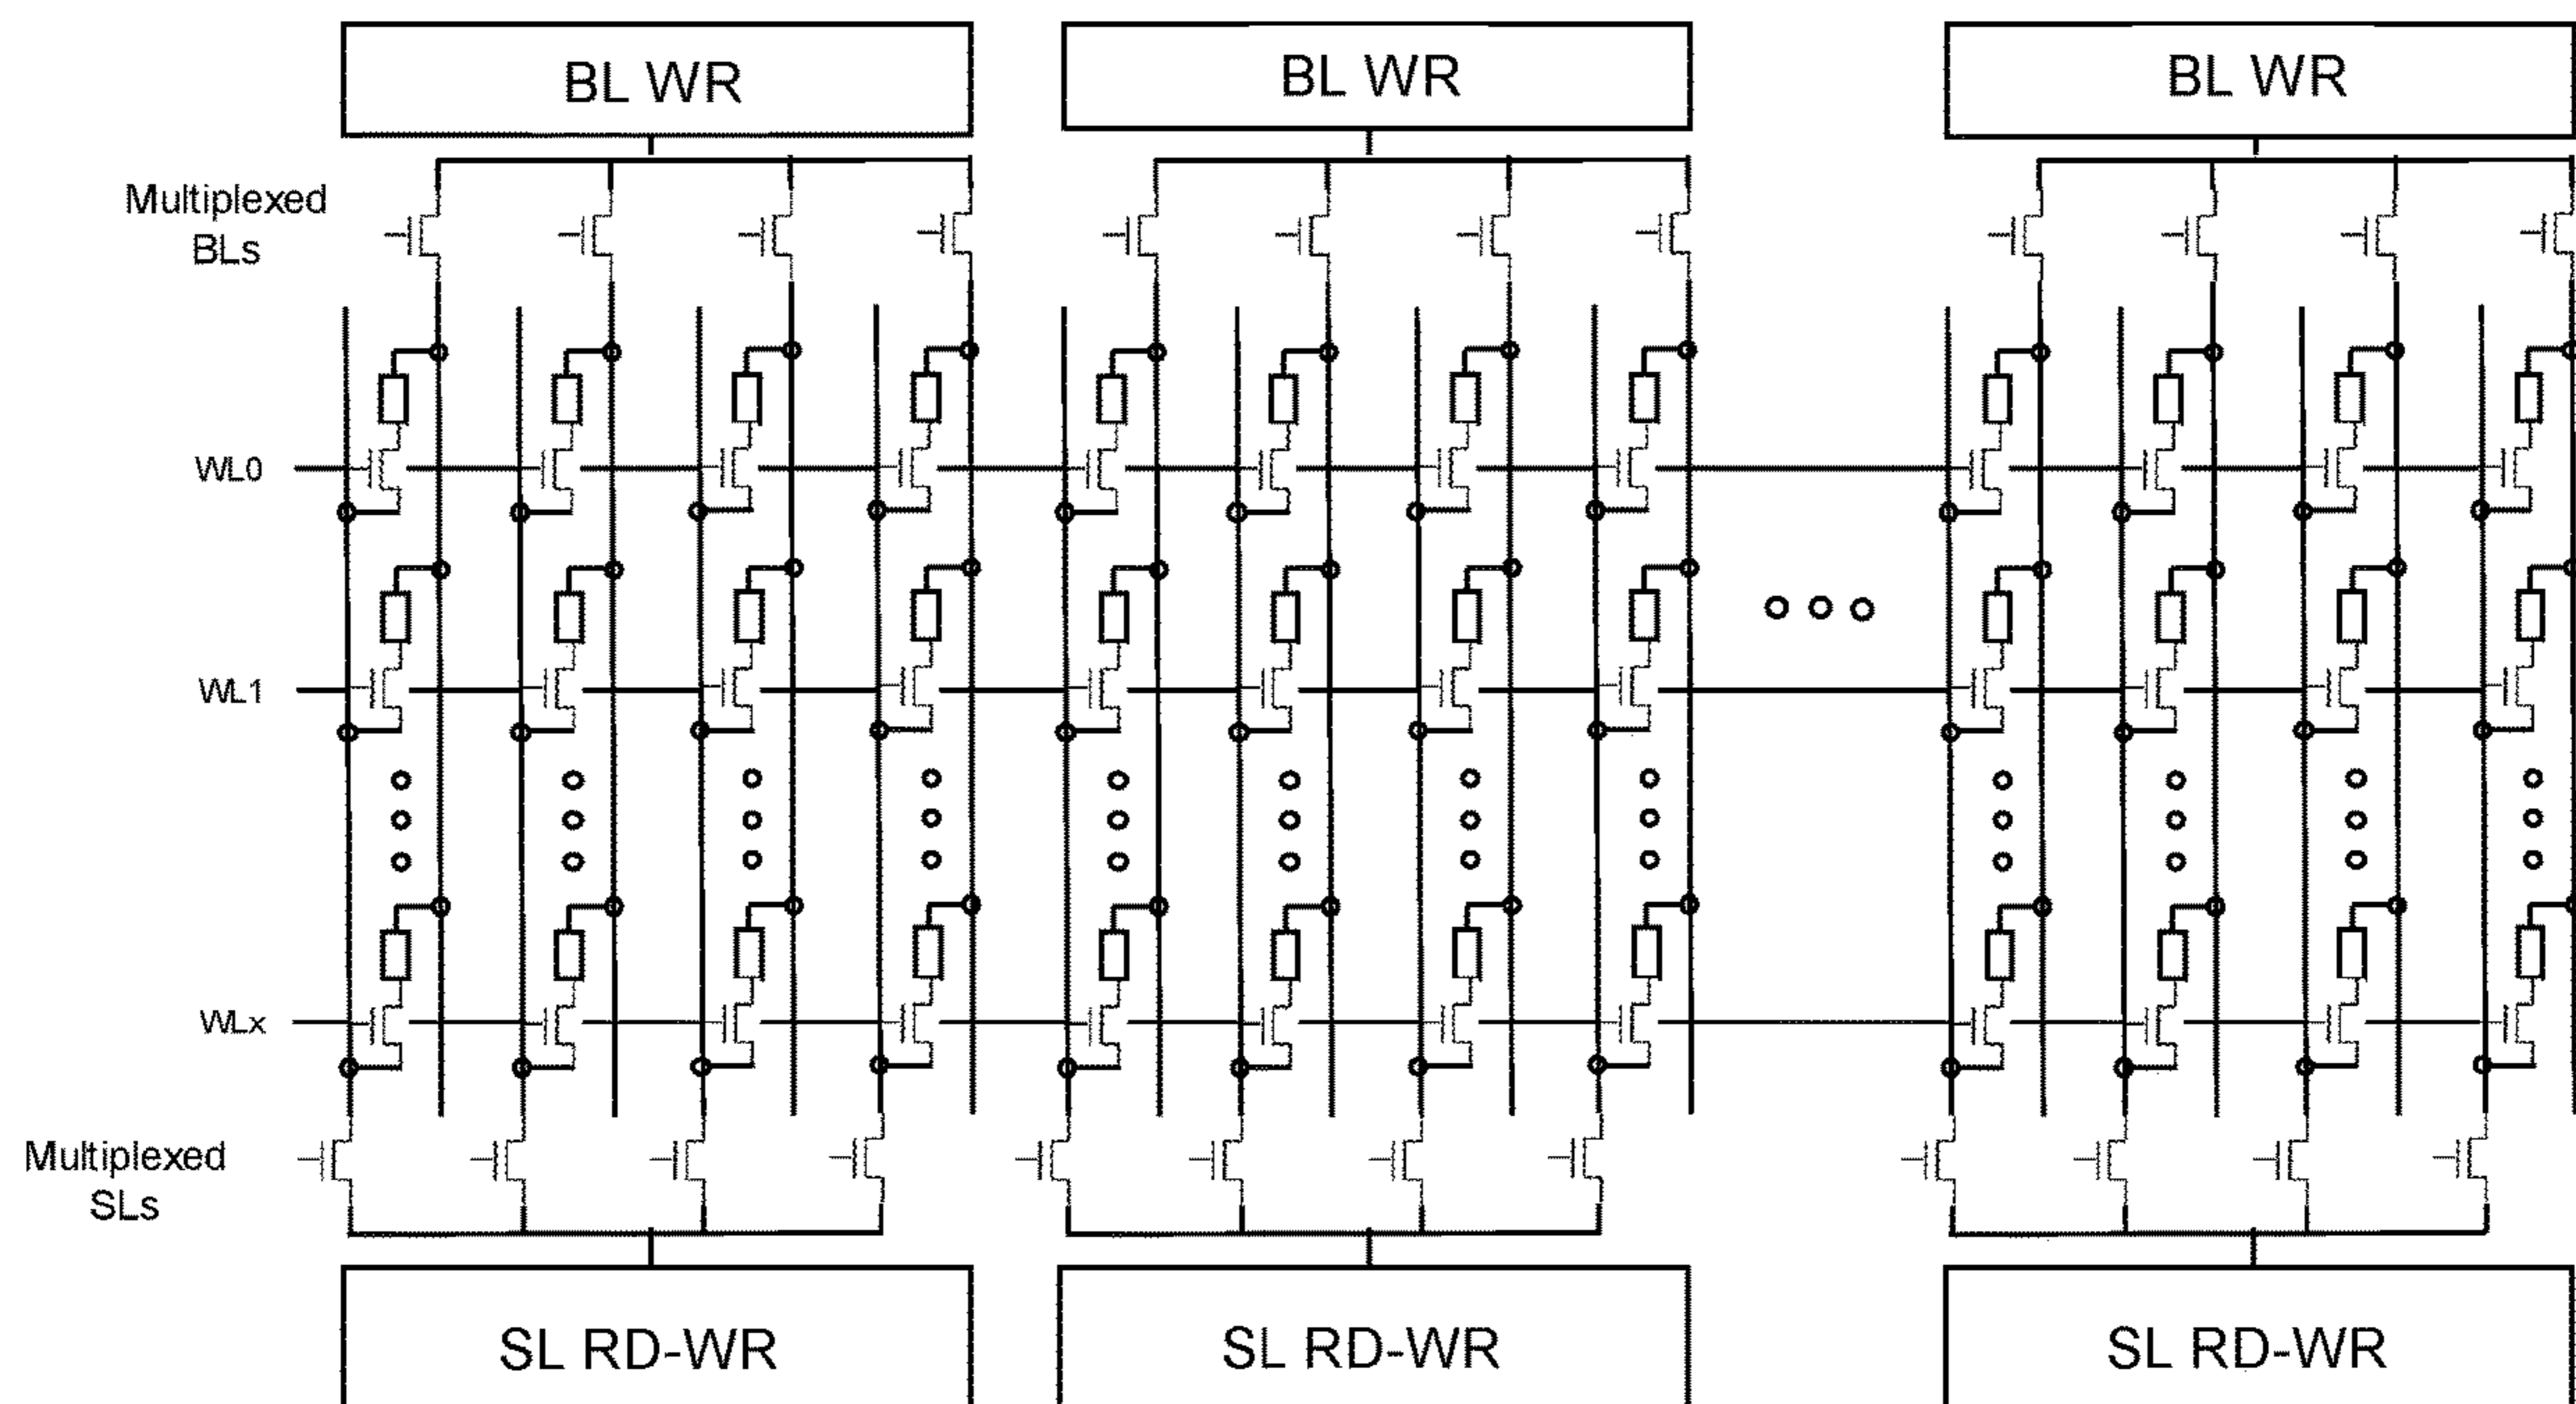 BL WR
BL WR
BL WR
Multiplexed
BLs
WL0
WL1
WLx
Multiplexed
SLs
SL RD-WR
SL RD-WR
SL RD-WR